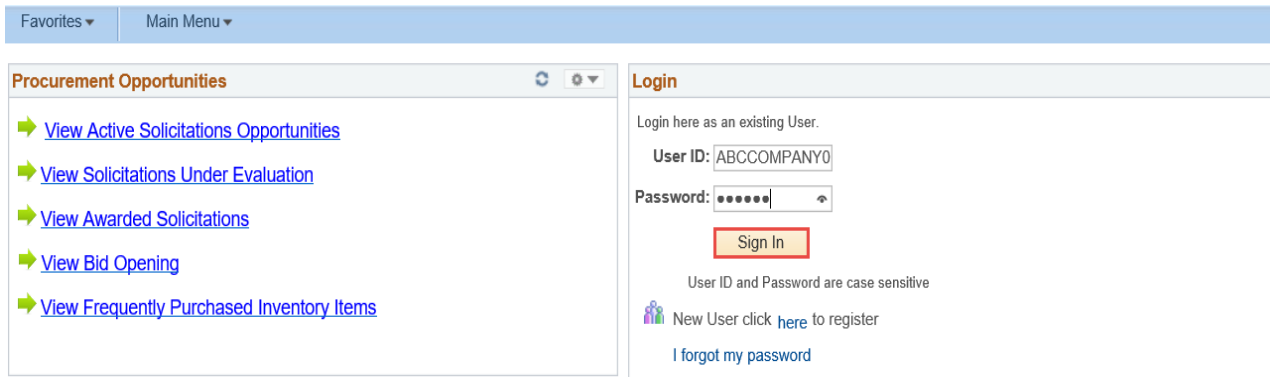 Favorites Main Menu
Procurement Opportunities
View Active Solicitations Opportunities
View Solicitations Under Evaluation
View Awarded Solicitations
View Bid Opening
View Frequently Purchased Inventory Items
Login
Login here as an existing User.
User ID: ABCCOMPANY0
Password: ●●●●●●
Sign In
User ID and Password are case sensitive
New User click here to register
I forgot my password